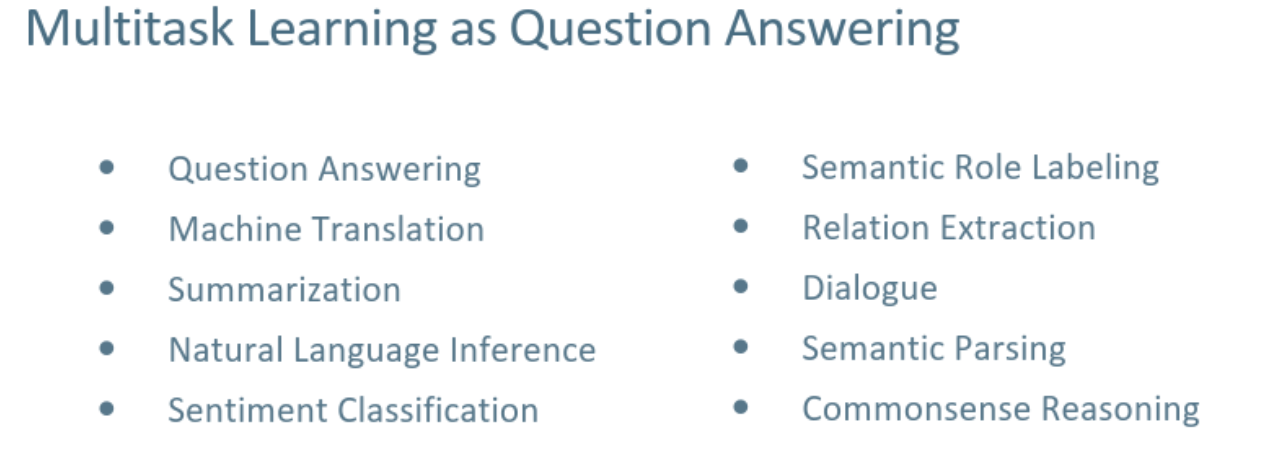 Multitask Learning as Question Answering
• Question Answering
• Machine Translation
• Summarization
• Natural Language Inference
• Sentiment Classification
• Semantic Role Labeling
• Relation Extraction
• Dialogue
• Semantic Parsing
• Commonsense Reasoning